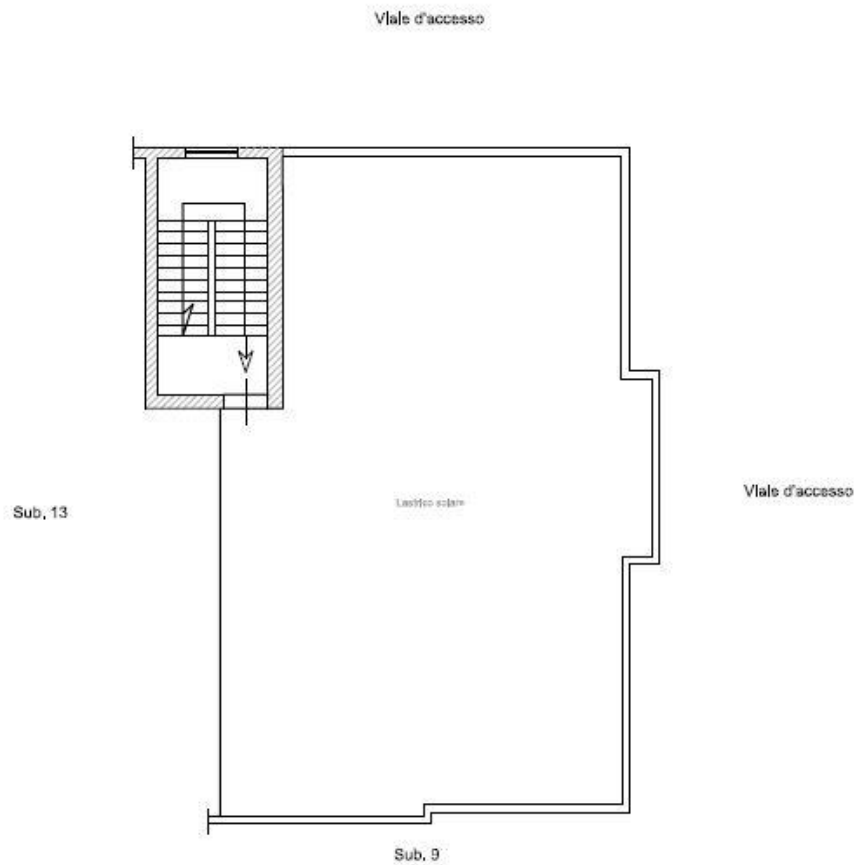 Viale d'accesso
Lastrico solare
Viale d'accesso
Sub. 13
Sub. 9